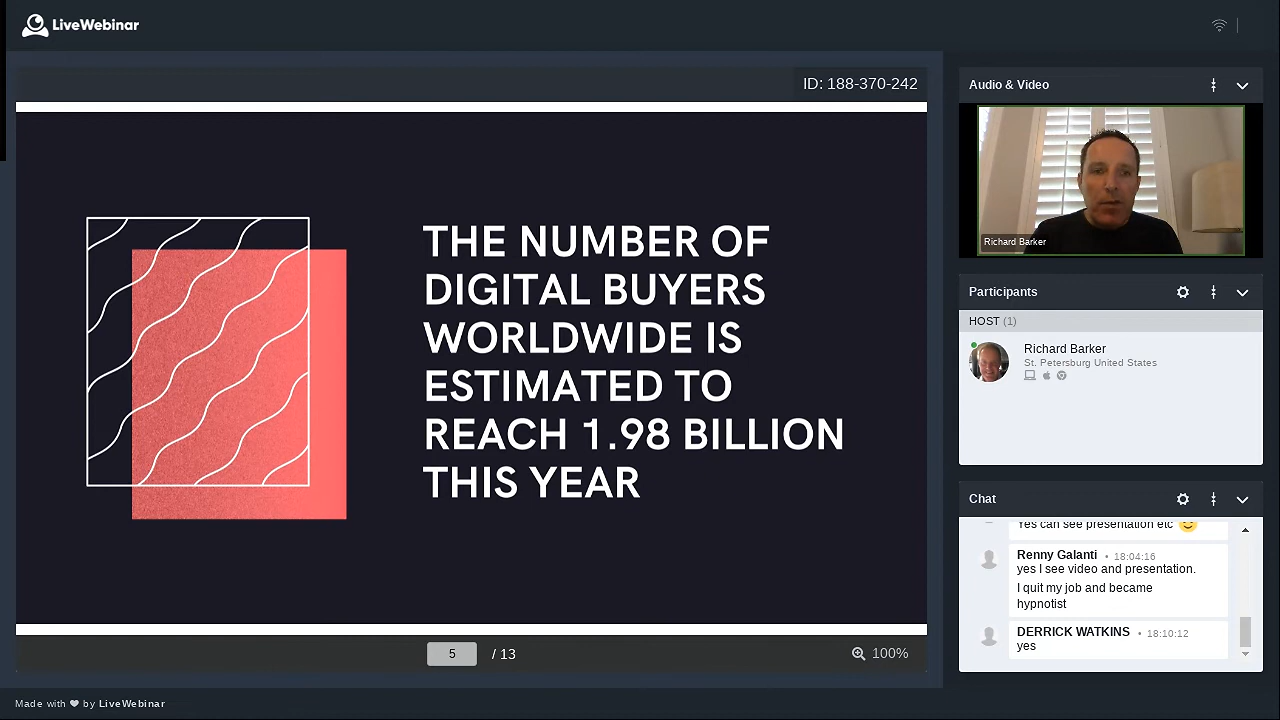 LiveWebinar
ID: 188-370-242
THE NUMBER OF
DIGITAL BUYERS
WORLDWIDE IS
ESTIMATED TO
REACH 1.98 BILLION
THIS YEAR
5 / 13
100%
Audio & Video
Richard Barker
Participants
HOST (1)
Richard Barker
St. Petersburg United States
Chat
Yes can see presentation etc
Renny Galanti • 18:04:16
yes I see video and presentation.
I quit my job and became
hypnotist
DERRICK WATKINS • 18:10:12
yes
Made with ❤ by LiveWebinar